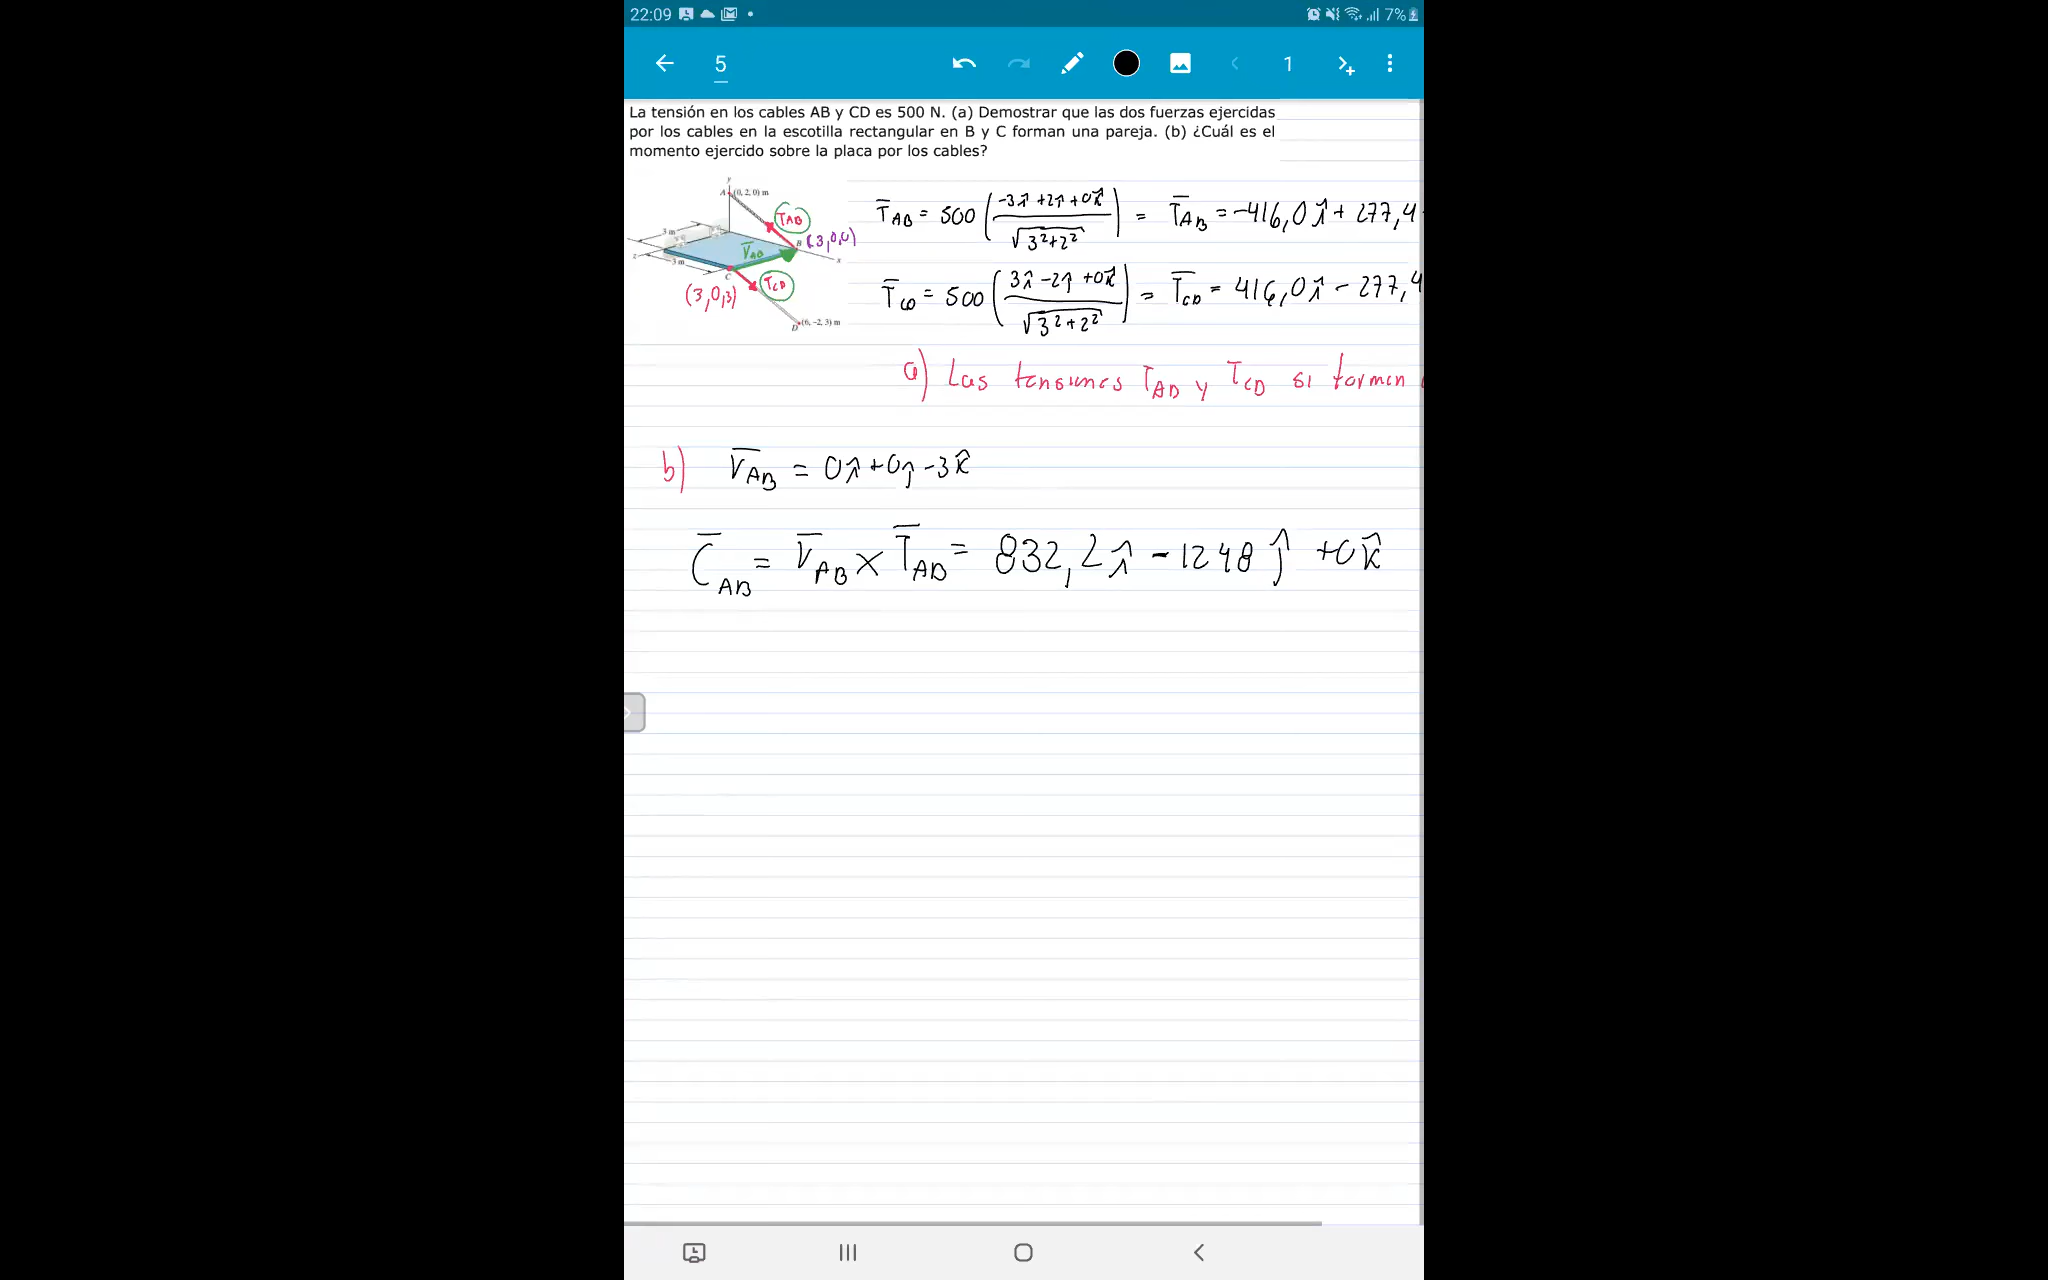 22:09 7%
5 1
La tensión en los cables AB y CD es 500 N. (a) Demostrar que las dos fuerzas ejercidas
por los cables en la escotilla rectangular en B y C forman una pareja. (b) ¿Cuál es el
momento ejercido sobre la placa por los cables?
y
A (0, 2, 0) m
T̅AB
3 m
B (3,0,0)
V̅AB
z
3 m
x
C
TCD
(3,0,3)
D (6, –2, 3) m
T̅AB = 500 (-3î+2ĵ+0k̂ / √3²+2²) = T̅AB = -416,0î + 277,4
T̅CD = 500 (3î-2ĵ+0k̂ / √3²+2²) = T̅CD = 416,0î - 277,4
a) Las tensiones TAB y TCD si forman
b) V̅AB = 0î+0ĵ-3k̂
C̅AB = V̅AB × T̅AB = 832,2î - 1248ĵ +0k̂